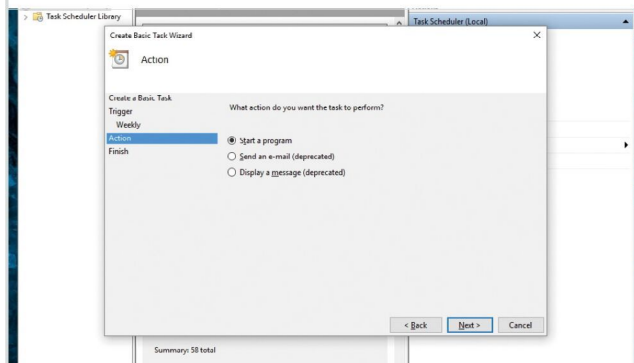 Task Scheduler Library
Task Scheduler (Local)
Create Basic Task Wizard
Action
Create a Basic Task
Trigger
Weekly
Action
Finish
What action do you want the task to perform?
Start a program
Send an e-mail (deprecated)
Display a message (deprecated)
< Back
Next >
Cancel
Summary: 58 total